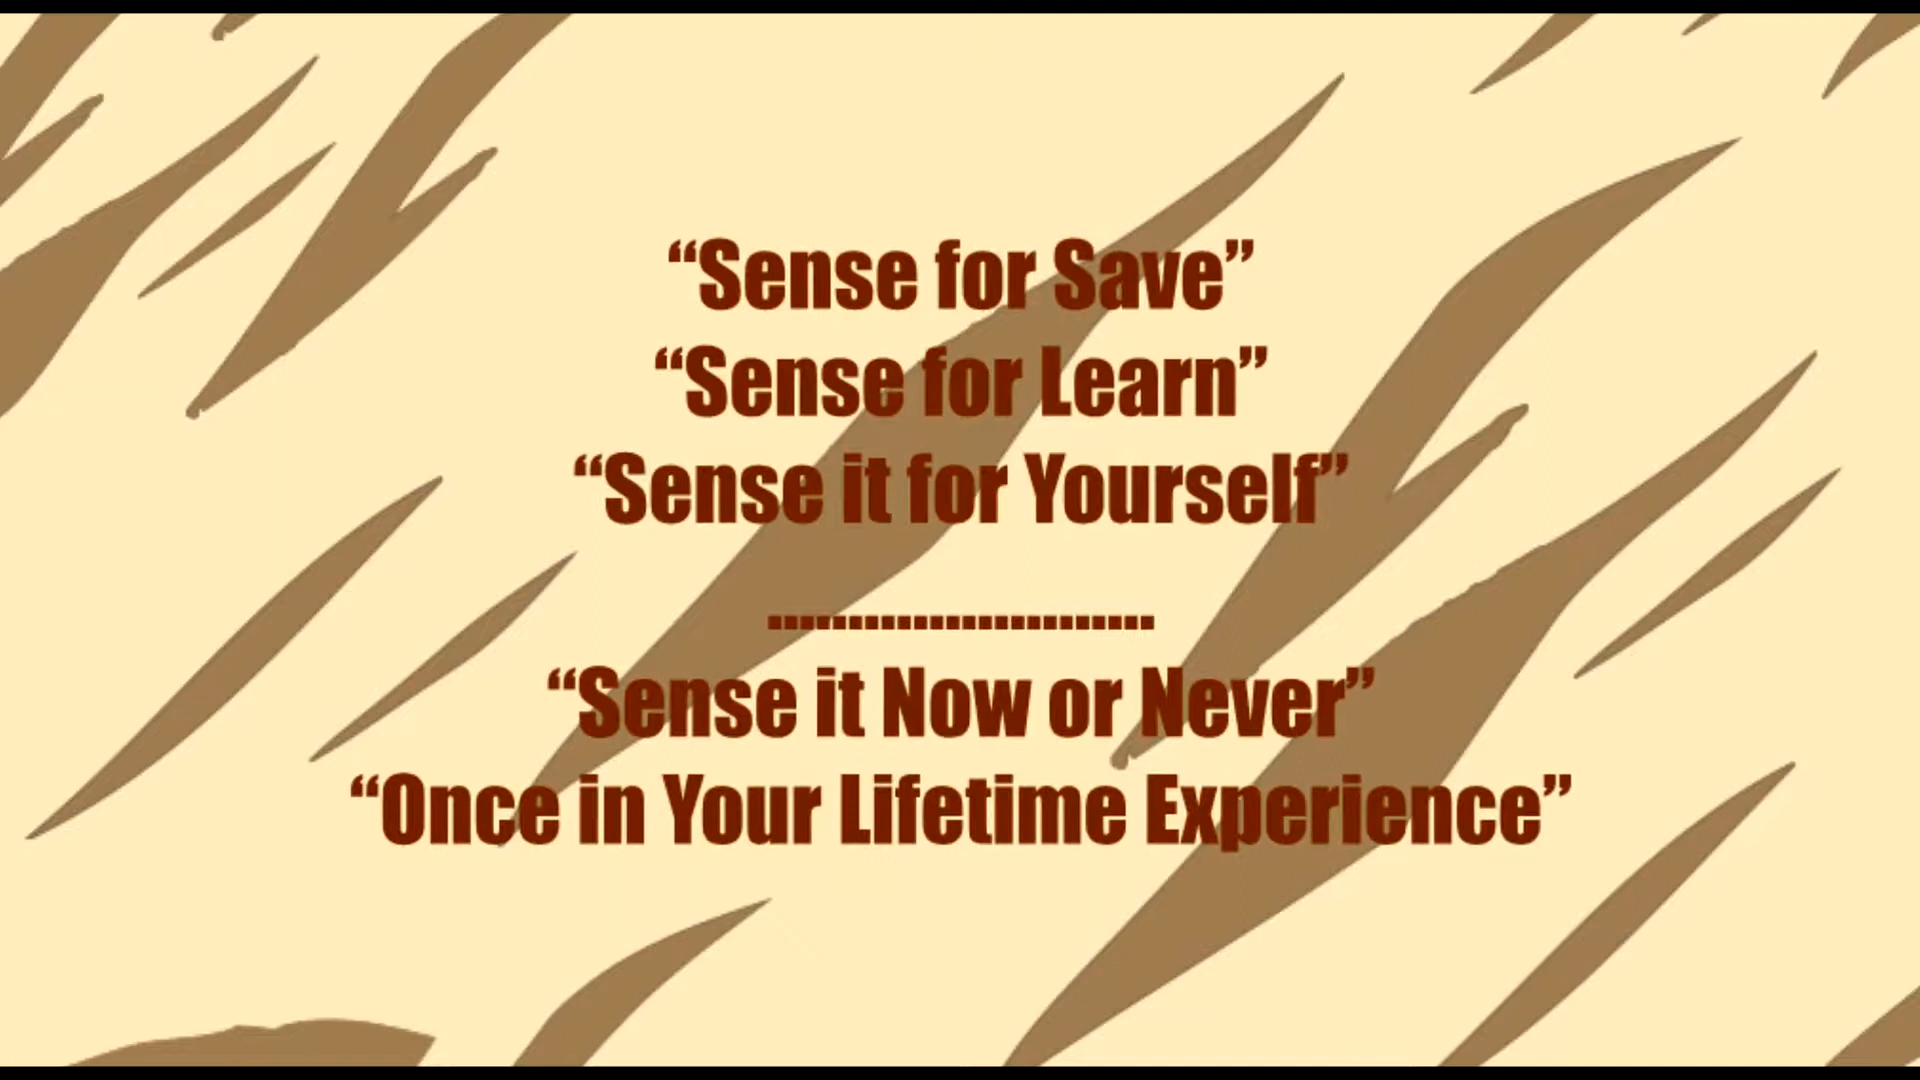 “Sense for Save”
“Sense for Learn”
“Sense it for Yourself”
........................
“Sense it Now or Never”
“Once in Your Lifetime Experience”